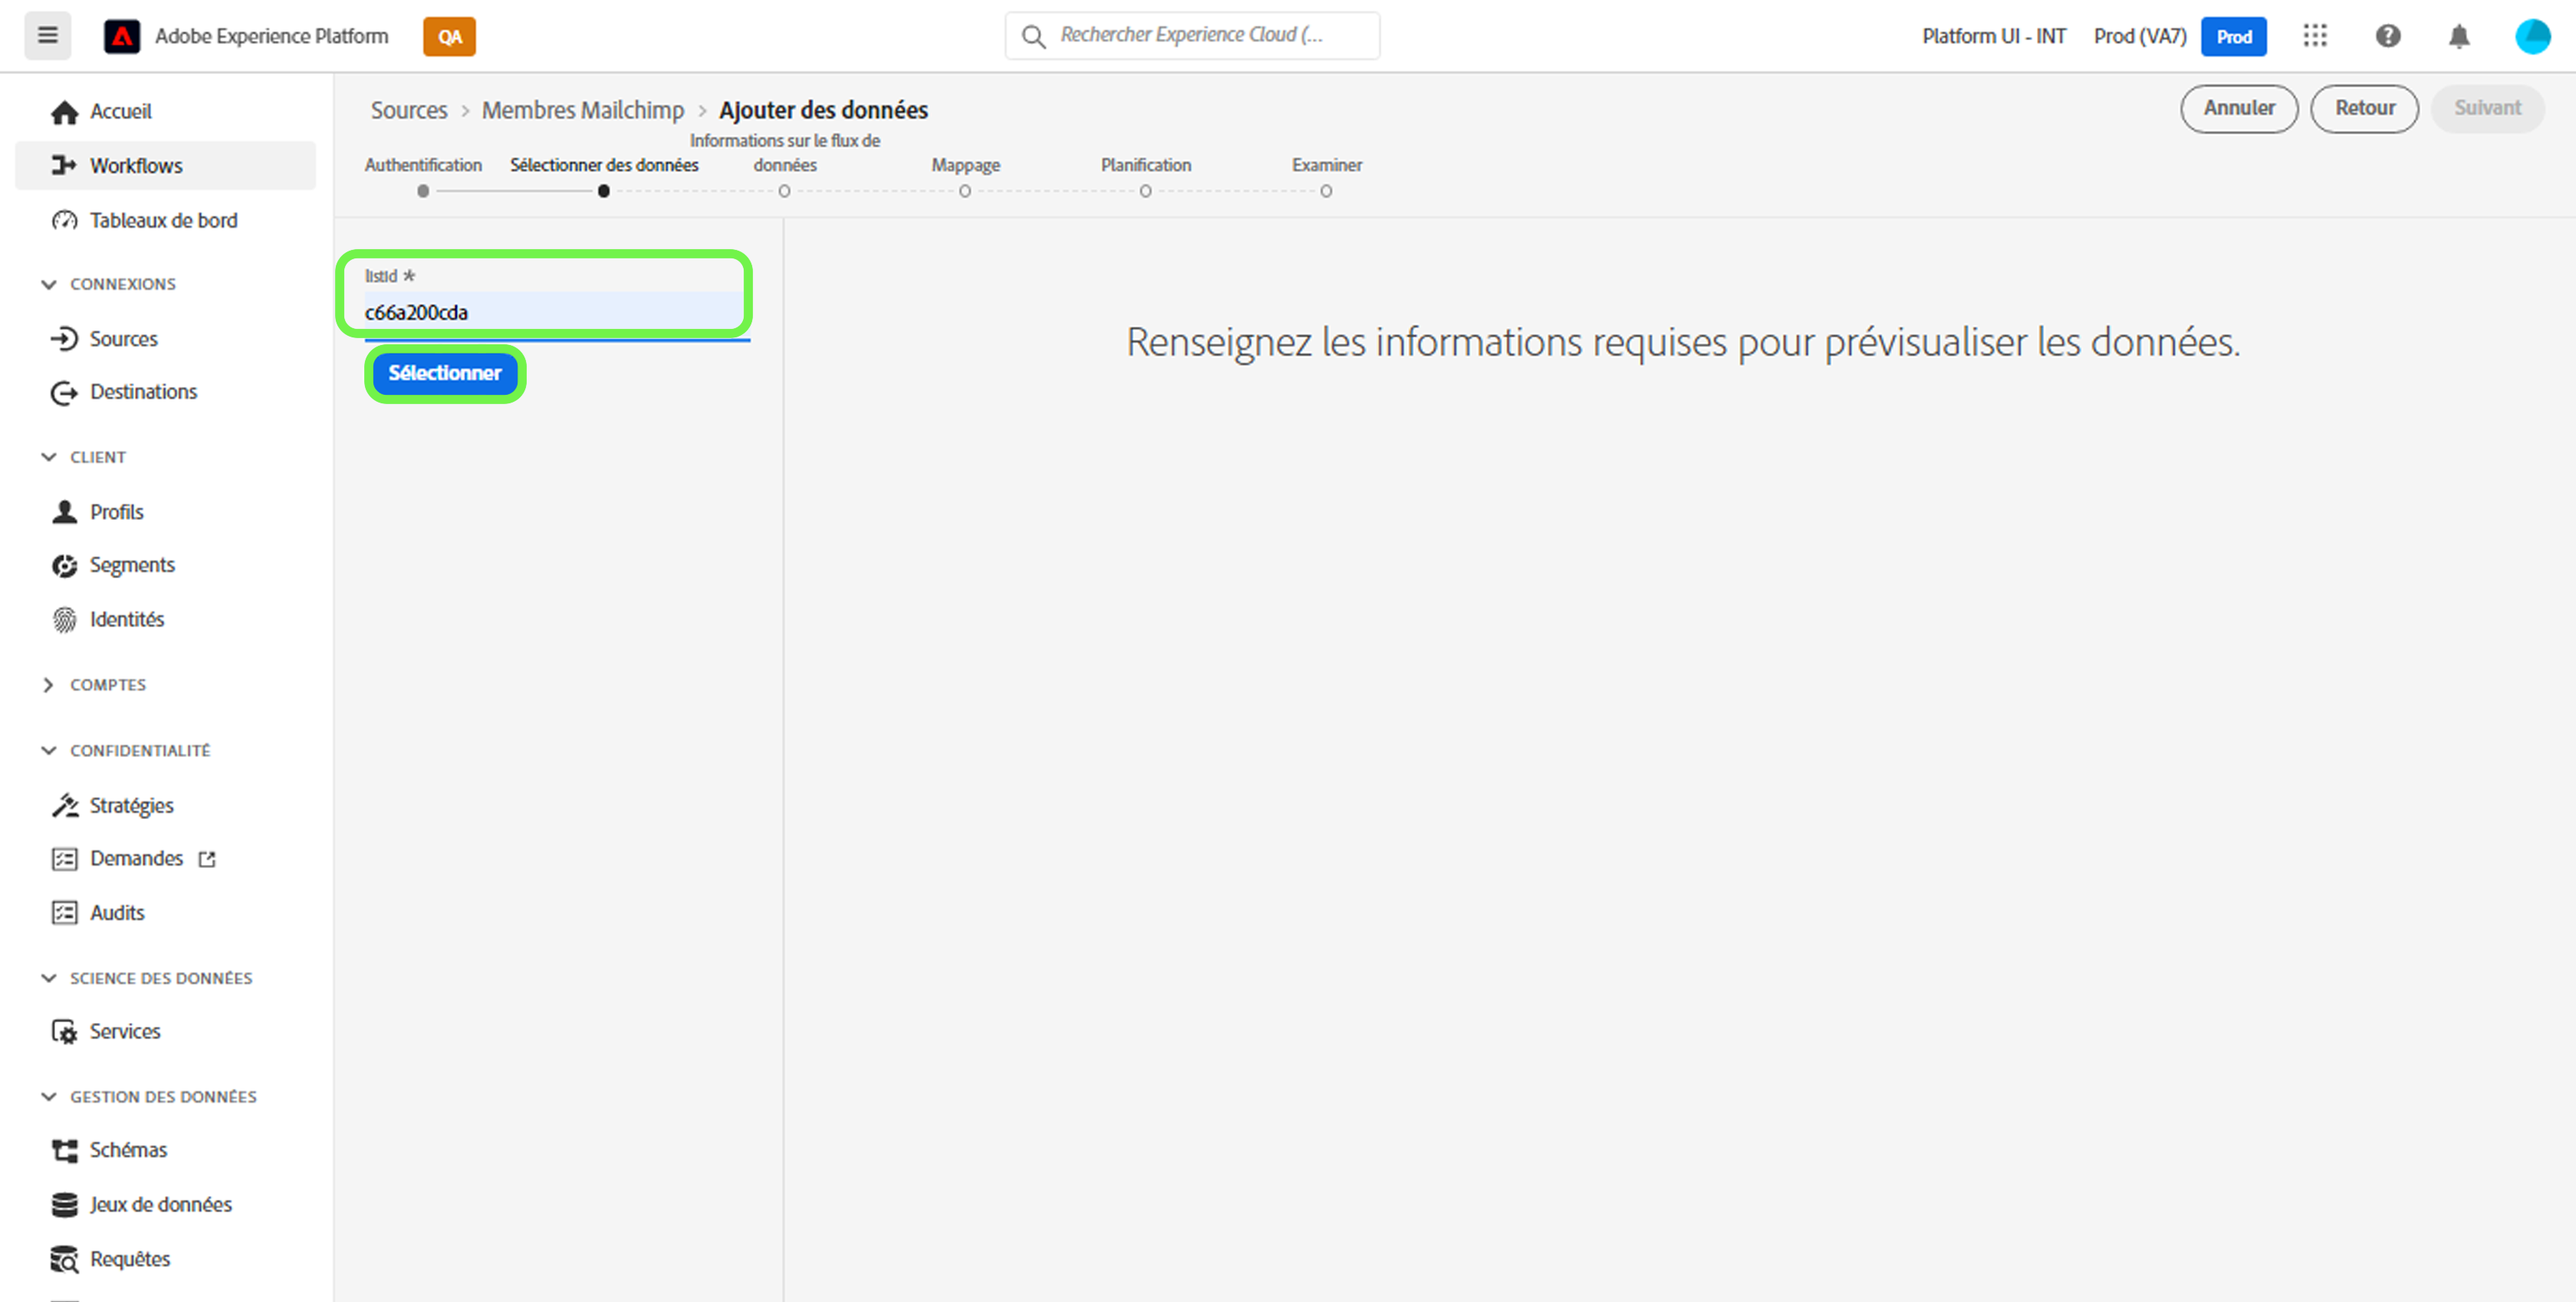 Adobe Experience Platform
QA
Rechercher Experience Cloud (...
Platform UI - INT
Prod (VA7)
Prod
Accueil
Workflows
Tableaux de bord
CONNEXIONS
Sources
Destinations
CLIENT
Profils
Segments
Identités
COMPTES
CONFIDENTIALITÉ
Stratégies
Demandes
Audits
SCIENCE DES DONNÉES
Services
GESTION DES DONNÉES
Schémas
Jeux de données
Requêtes
Sources > Membres Mailchimp > Ajouter des données
Annuler
Retour
Suivant
Authentification
Sélectionner des données
Informations sur le flux de
données
Mappage
Planification
Examiner
listId *
c66a200cda
Sélectionner
Renseignez les informations requises pour prévisualiser les données.